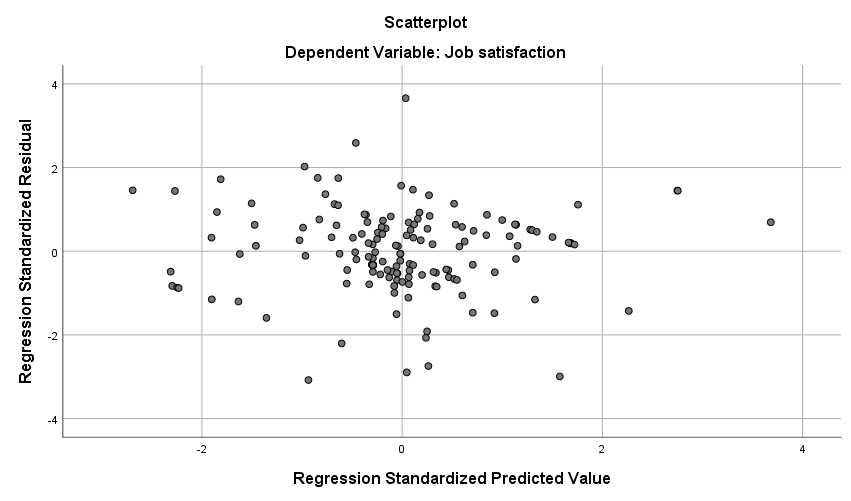 Scatterplot
Dependent Variable: Job satisfaction
Regression Standardized Residual
4
2
0
-2
-4
-2
0
2
4
Regression Standardized Predicted Value